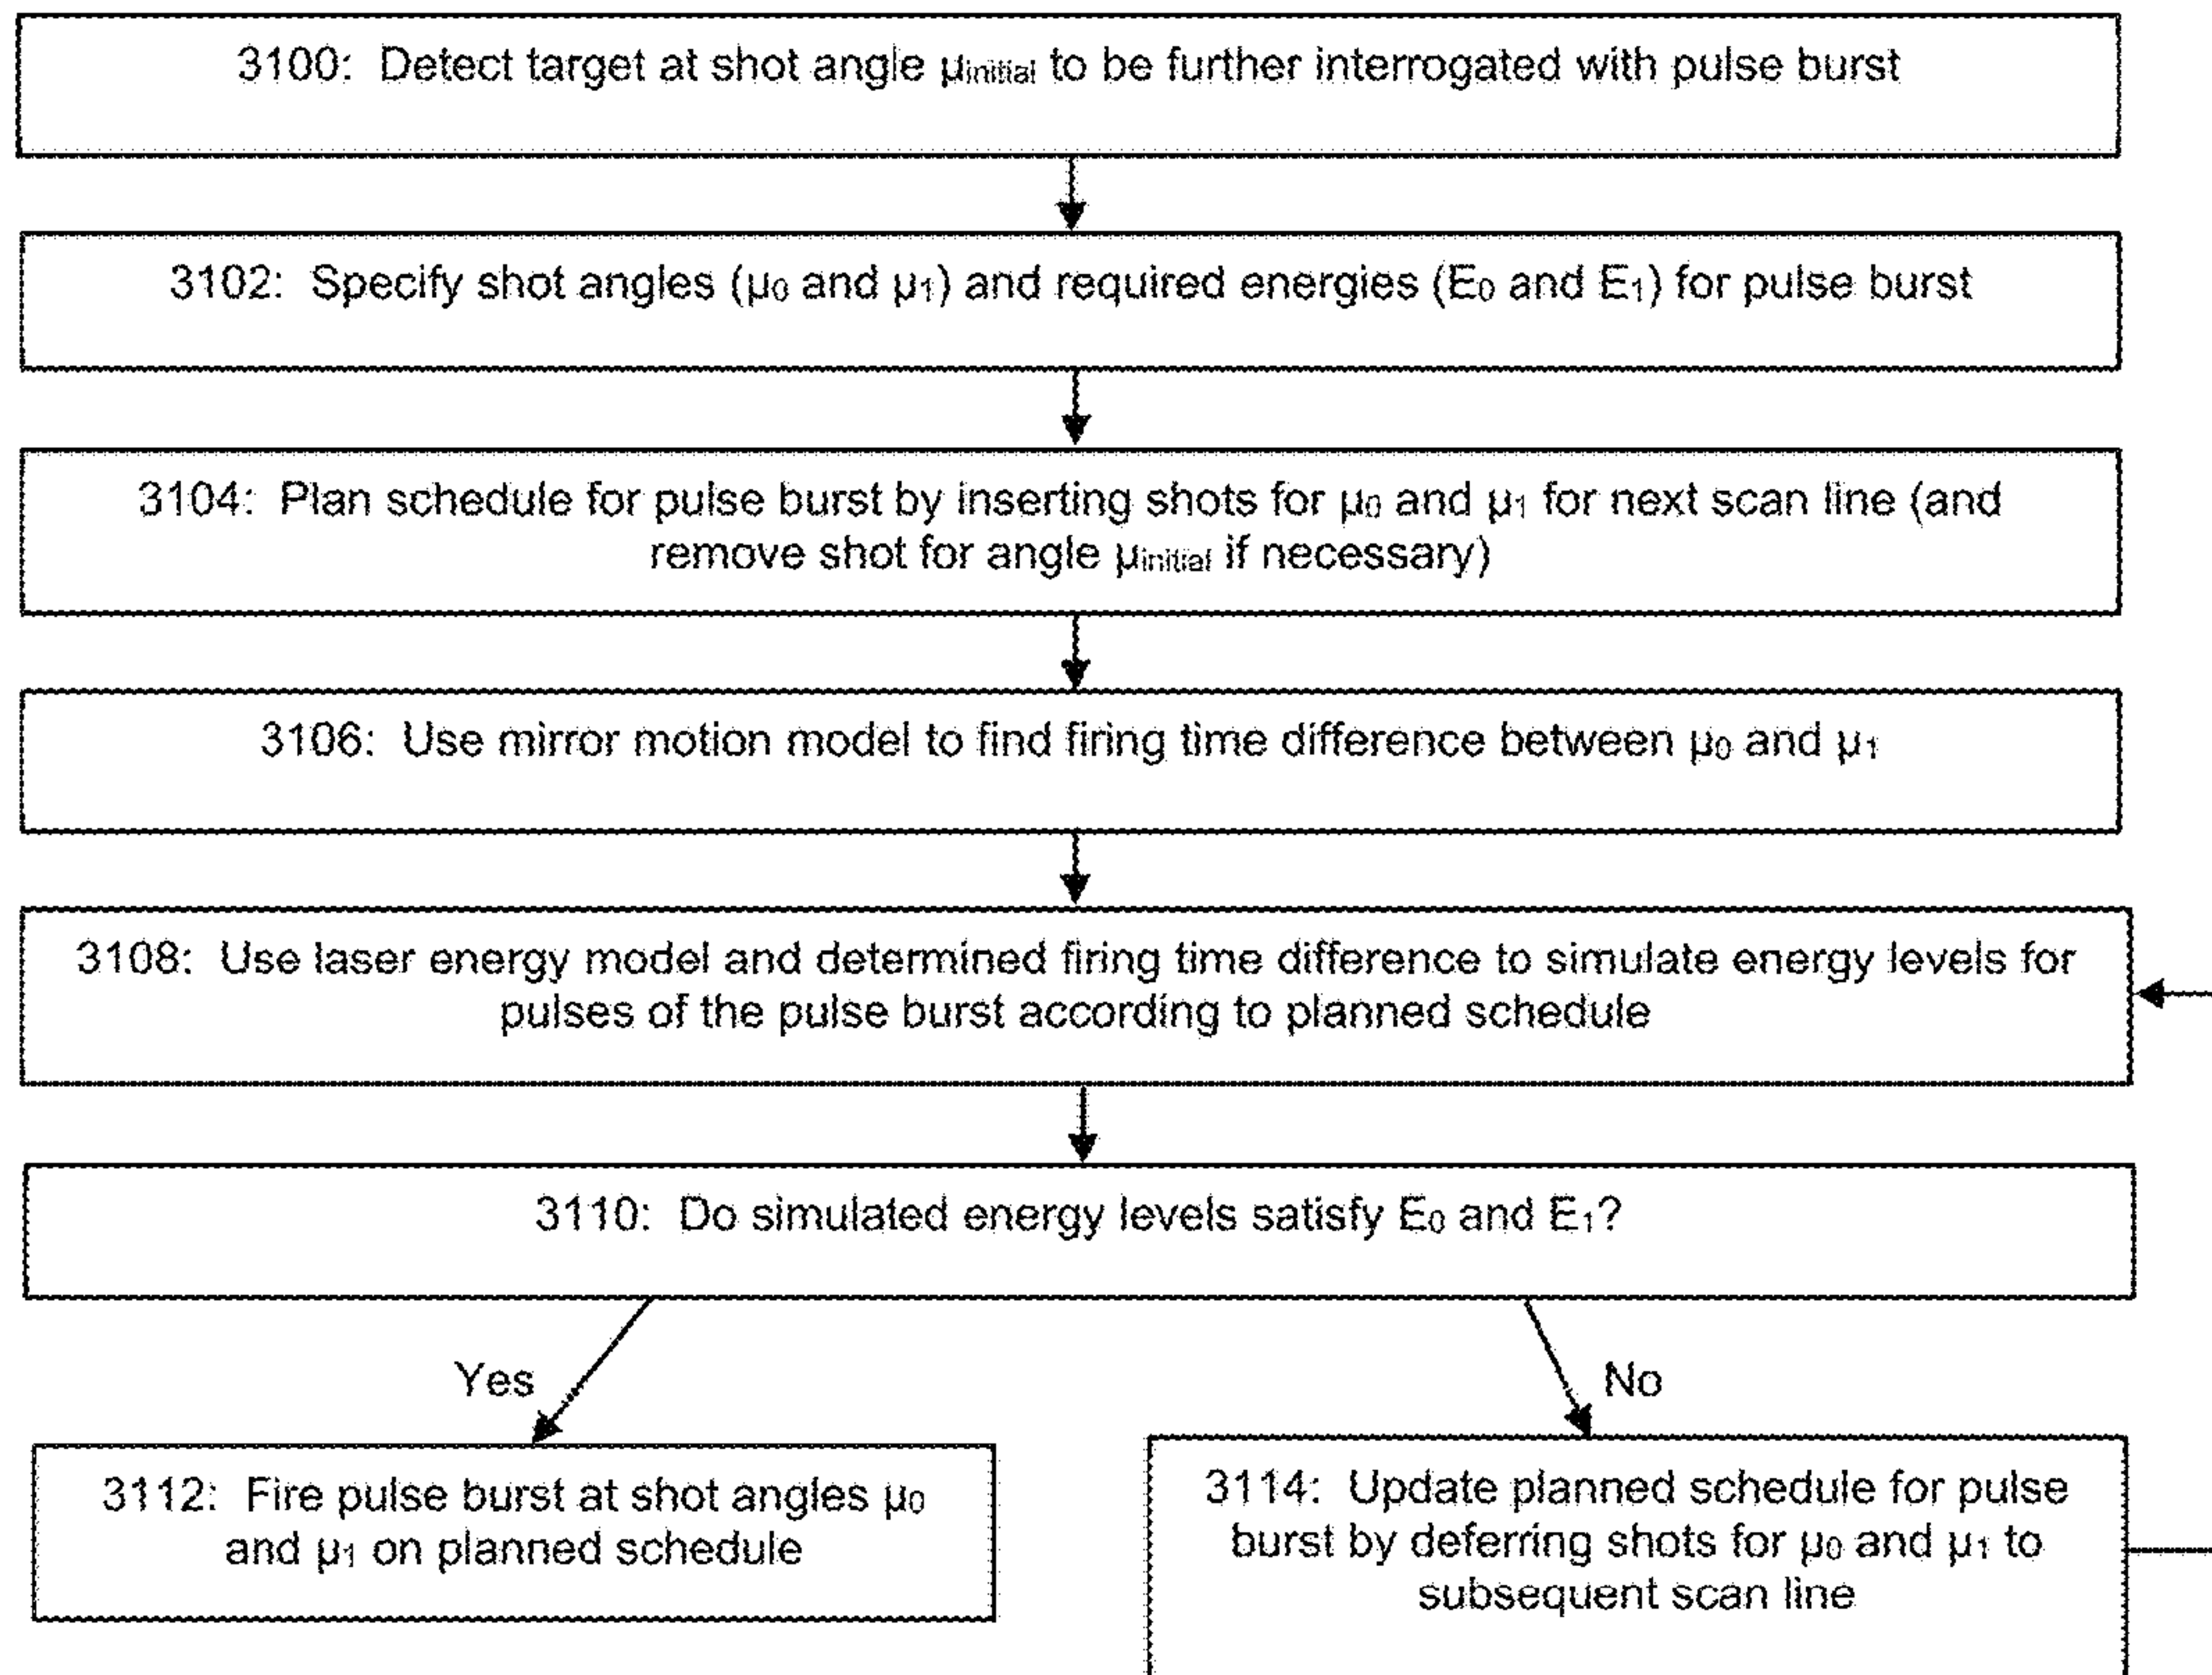 3100: Detect target at shot angle μinitial to be further interrogated with pulse burst
3102: Specify shot angles (μ0 and μ1) and required energies (E0 and E1) for pulse burst
3104: Plan schedule for pulse burst by inserting shots for μ0 and μ1 for next scan line (and
remove shot for angle μinitial if necessary)
3106: Use mirror motion model to find firing time difference between μ0 and μ1
3108: Use laser energy model and determined firing time difference to simulate energy levels for
pulses of the pulse burst according to planned schedule
3110: Do simulated energy levels satisfy E0 and E1?
Yes
No
3112: Fire pulse burst at shot angles μ0
and μ1 on planned schedule
3114: Update planned schedule for pulse
burst by deferring shots for μ0 and μ1 to
subsequent scan line